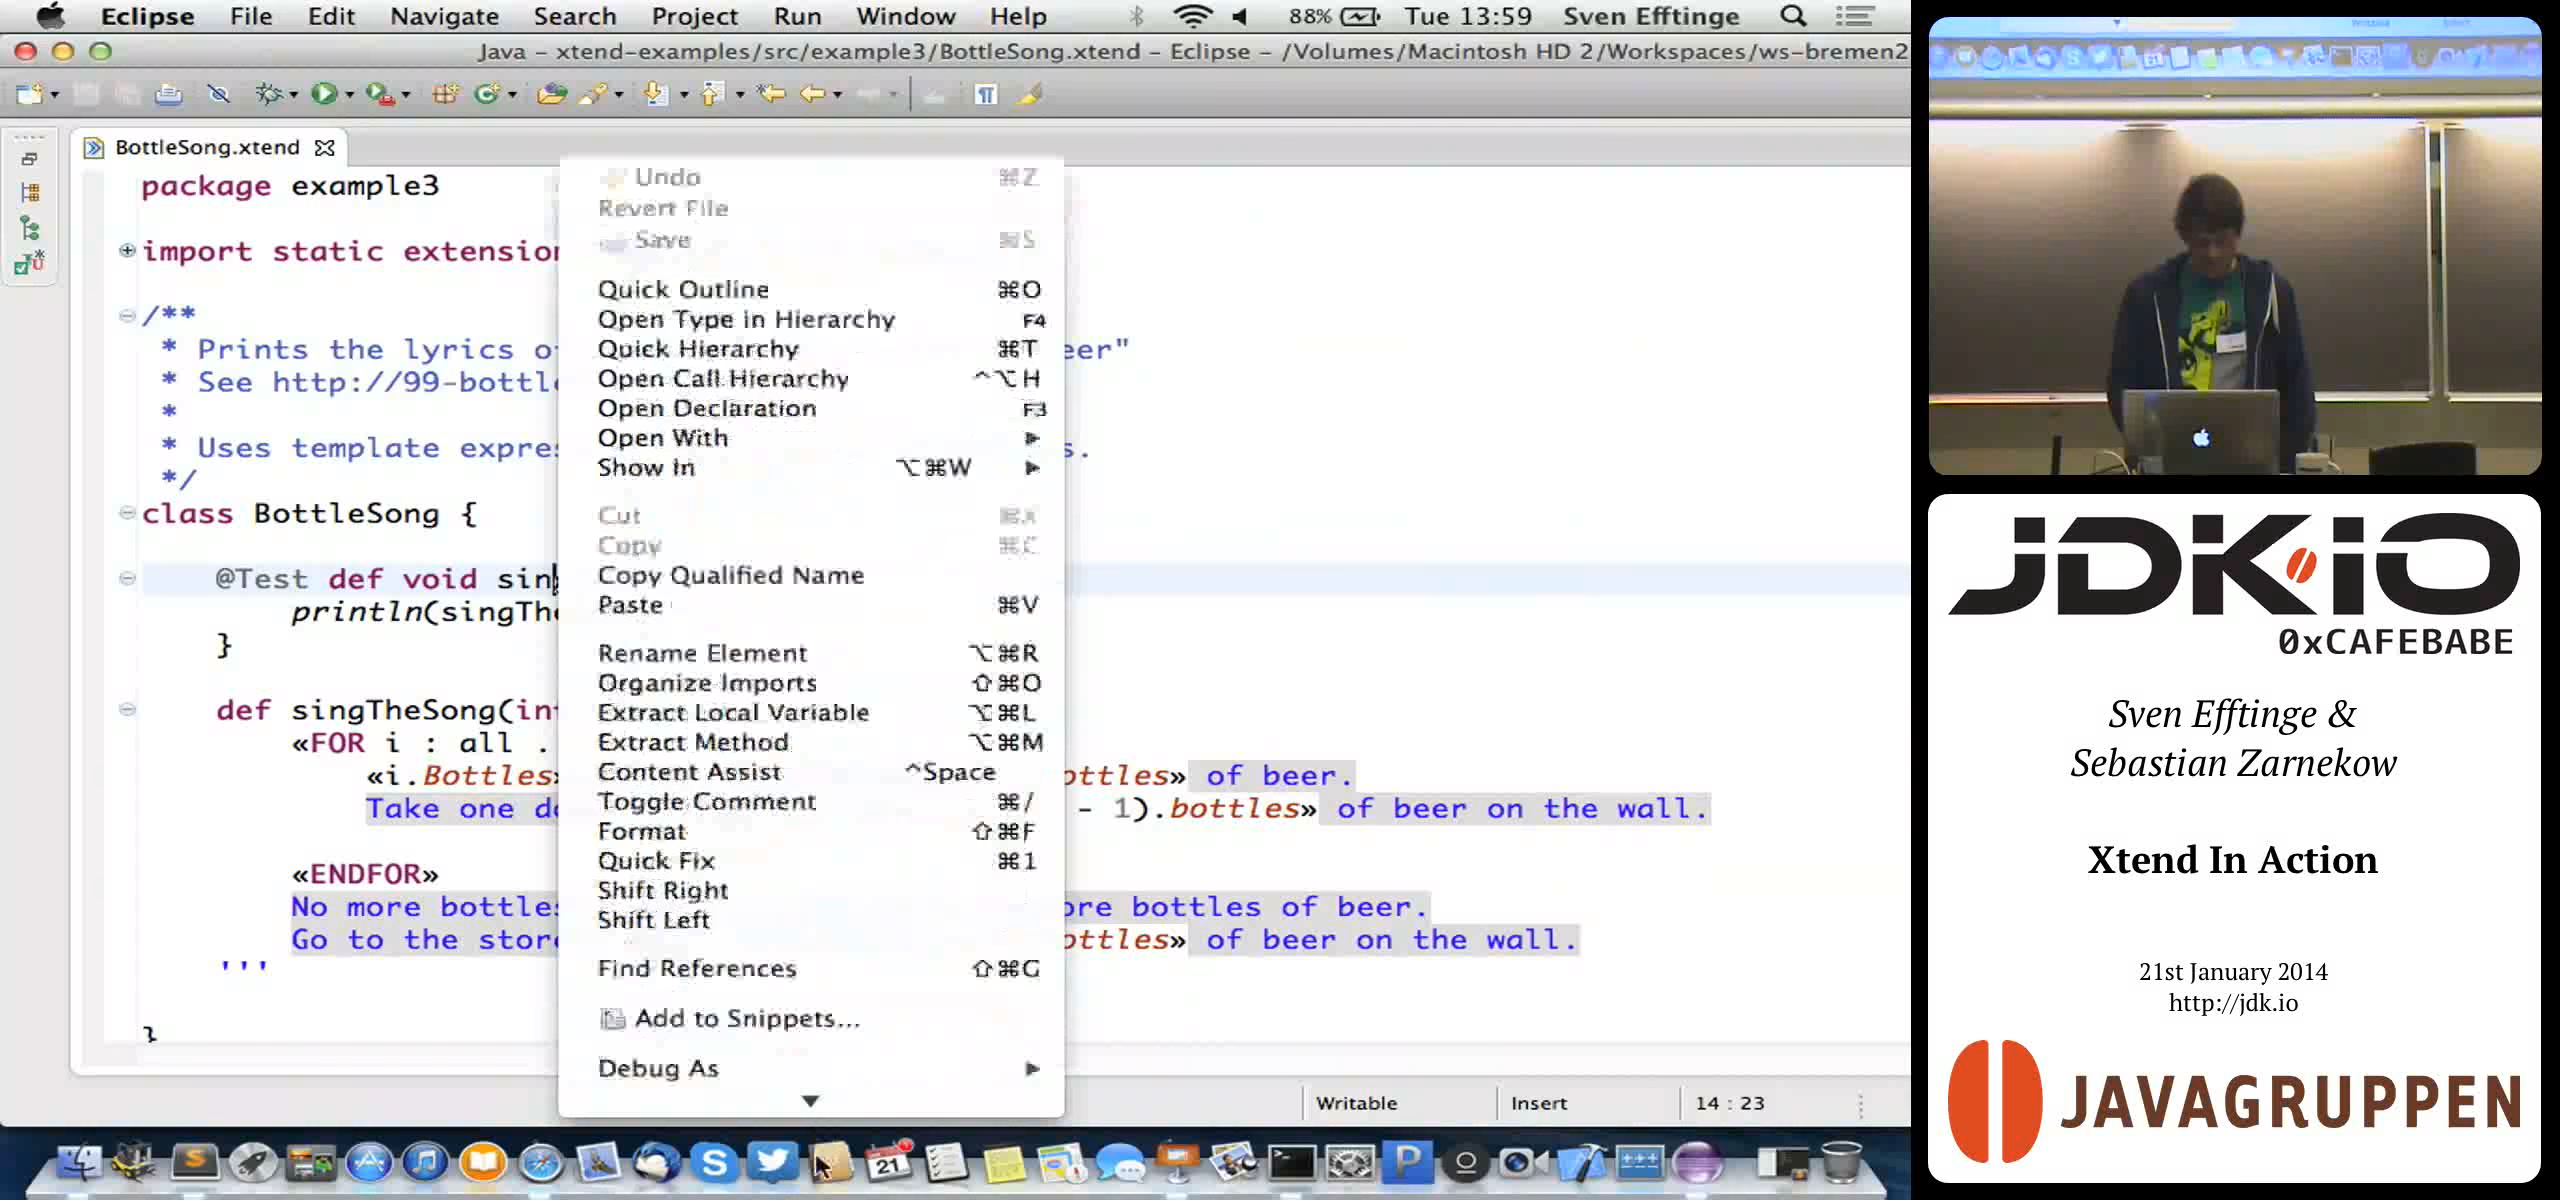 Eclipse File Edit Navigate Search Project Run Window Help 88% Tue 13:59 Sven Efftinge
Java – xtend-examples/src/example3/BottleSong.xtend – Eclipse – /Volumes/Macintosh HD 2/Workspaces/ws-bremen2
BottleSong.xtend
package example3
import static extension
/**
* Prints the lyrics o eer"
* See http://99-bottl
*
* Uses template expre s.
*/
class BottleSong {
@Test def void sin
println(singTh
}
def singTheSong(in
«FOR i : all .
«i.Bottles» ottles» of beer.
Take one d - 1).bottles» of beer on the wall.
«ENDFOR»
No more bottle ore bottles of beer.
Go to the stor ottles» of beer on the wall.
'''
}
Undo ⌘Z
Revert File
Save ⌘S
Quick Outline ⌘O
Open Type in Hierarchy F4
Quick Hierarchy ⌘T
Open Call Hierarchy ^⌥H
Open Declaration F3
Open With ▶
Show In ⌥⌘W ▶
Cut ⌘X
Copy ⌘C
Copy Qualified Name
Paste ⌘V
Rename Element ⌥⌘R
Organize Imports ⇧⌘O
Extract Local Variable ⌥⌘L
Extract Method ⌥⌘M
Content Assist ^Space
Toggle Comment ⌘/
Format ⇧⌘F
Quick Fix ⌘1
Shift Right
Shift Left
Find References ⇧⌘G
Add to Snippets...
Debug As ▶
Writable Insert 14 : 23
21
JDK.IO
0xCAFEBABE
Sven Efftinge &
Sebastian Zarnekow
Xtend In Action
21st January 2014
http://jdk.io
JAVAGRUPPEN